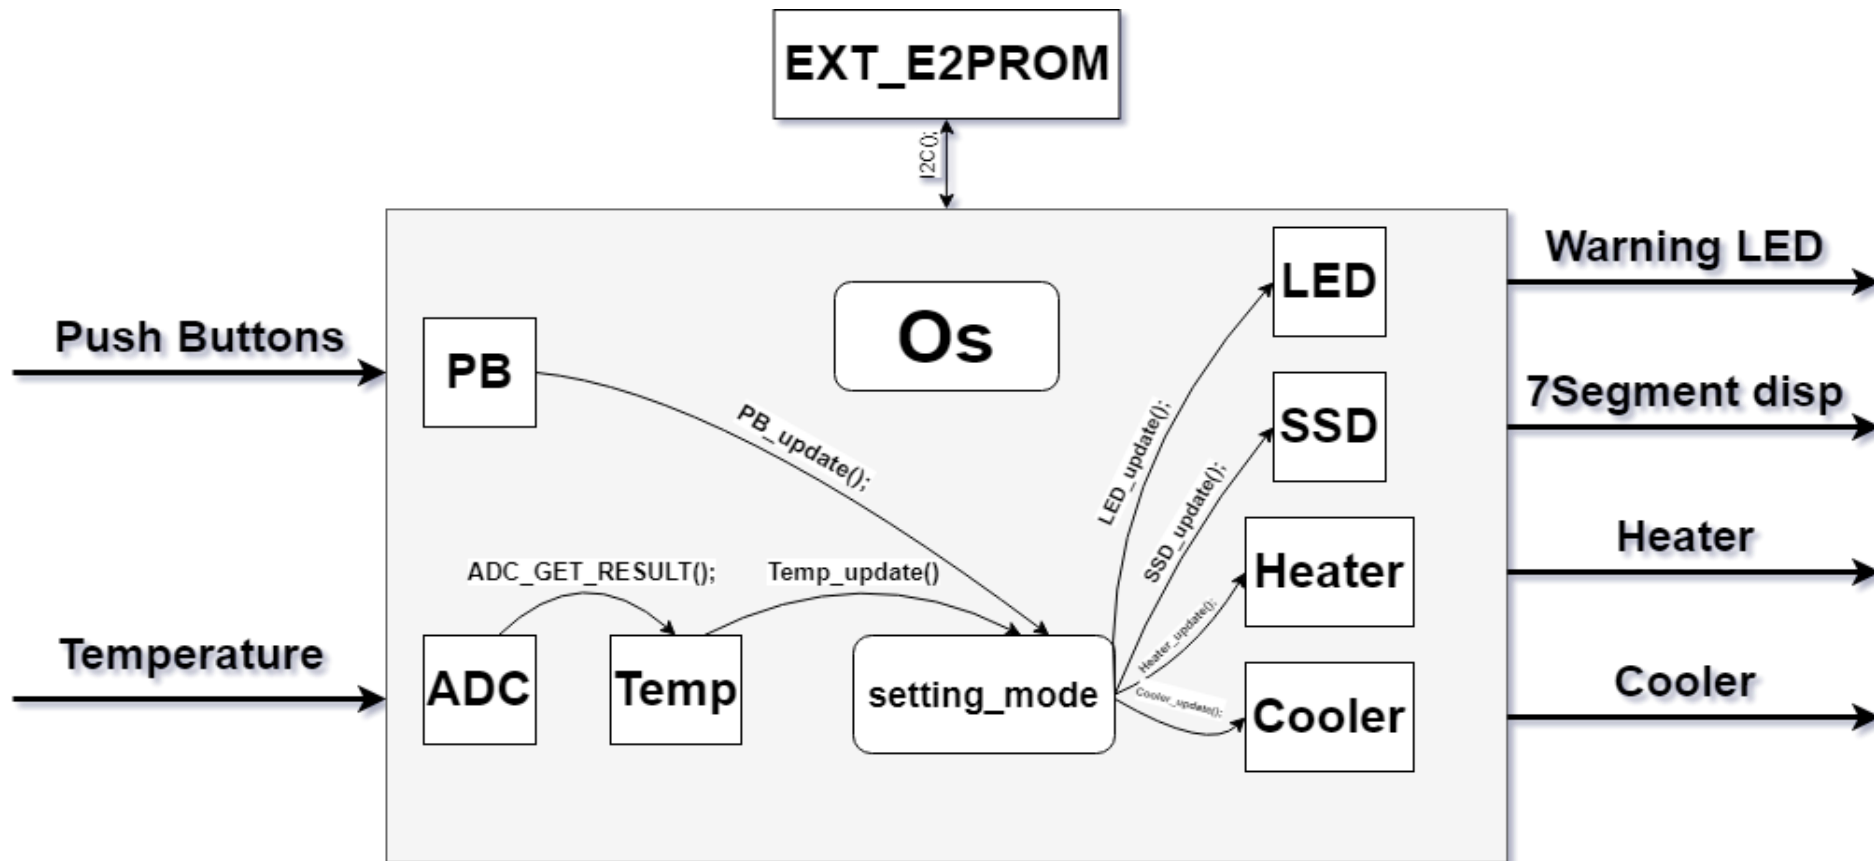 EXT_E2PROM
I2C();
Push Buttons
Temperature
PB
Os
PB_update();
ADC_GET_RESULT();
Temp_update()
ADC
Temp
setting_mode
LED_update();
SSD_update();
Heater_update();
Cooler_update();
LED
SSD
Heater
Cooler
Warning LED
7Segment disp
Heater
Cooler